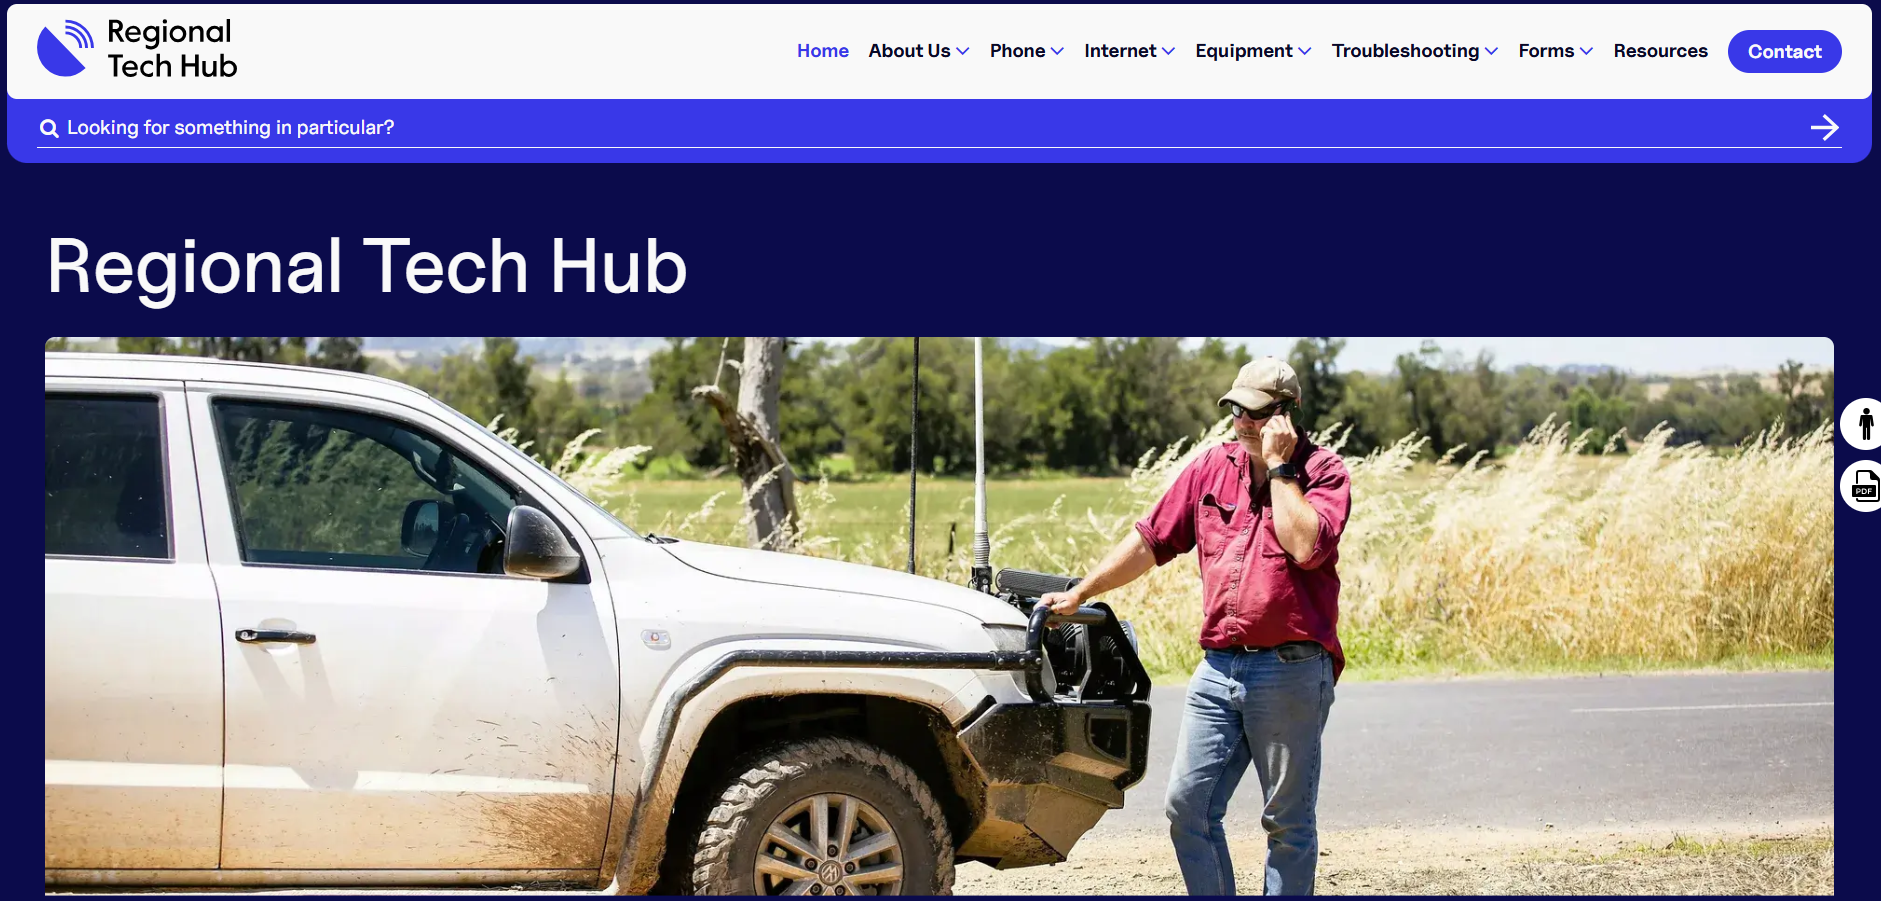 Regional
Tech Hub
Home About Us Phone Internet Equipment Troubleshooting Forms Resources Contact
Looking for something in particular?
Regional Tech Hub
PDF